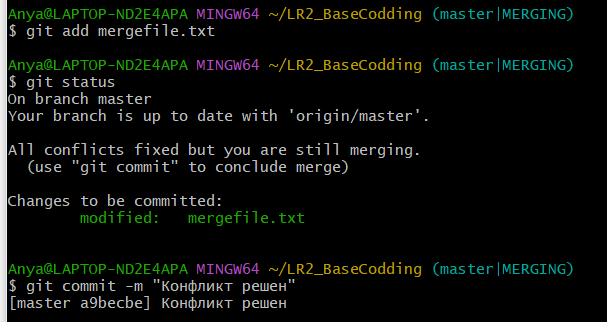 Anya@LAPTOP-ND2E4APA MINGW64 ~/LR2_BaseCodding (master|MERGING)
$ git add mergefile.txt
Anya@LAPTOP-ND2E4APA MINGW64 ~/LR2_BaseCodding (master|MERGING)
$ git status
On branch master
Your branch is up to date with 'origin/master'.
All conflicts fixed but you are still merging.
  (use "git commit" to conclude merge)
Changes to be committed:
        modified:   mergefile.txt
Anya@LAPTOP-ND2E4APA MINGW64 ~/LR2_BaseCodding (master|MERGING)
$ git commit -m "Конфликт решен"
[master a9becbe] Конфликт решен